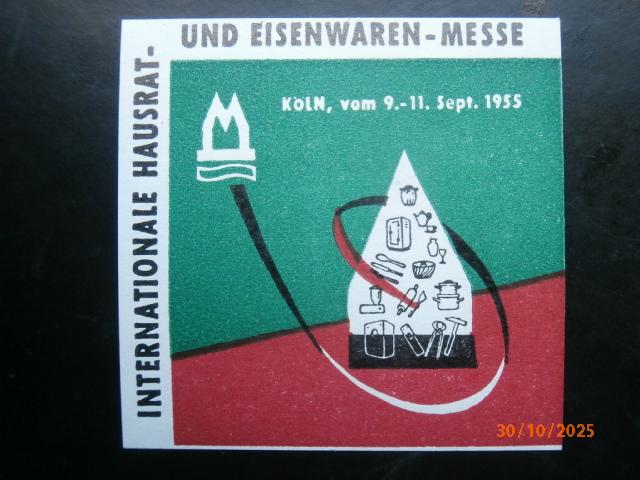 INTERNATIONALE HAUSRAT-
UND EISENWAREN-MESSE
KÖLN, vom 9.-11. Sept. 1955
M
30/10/2025